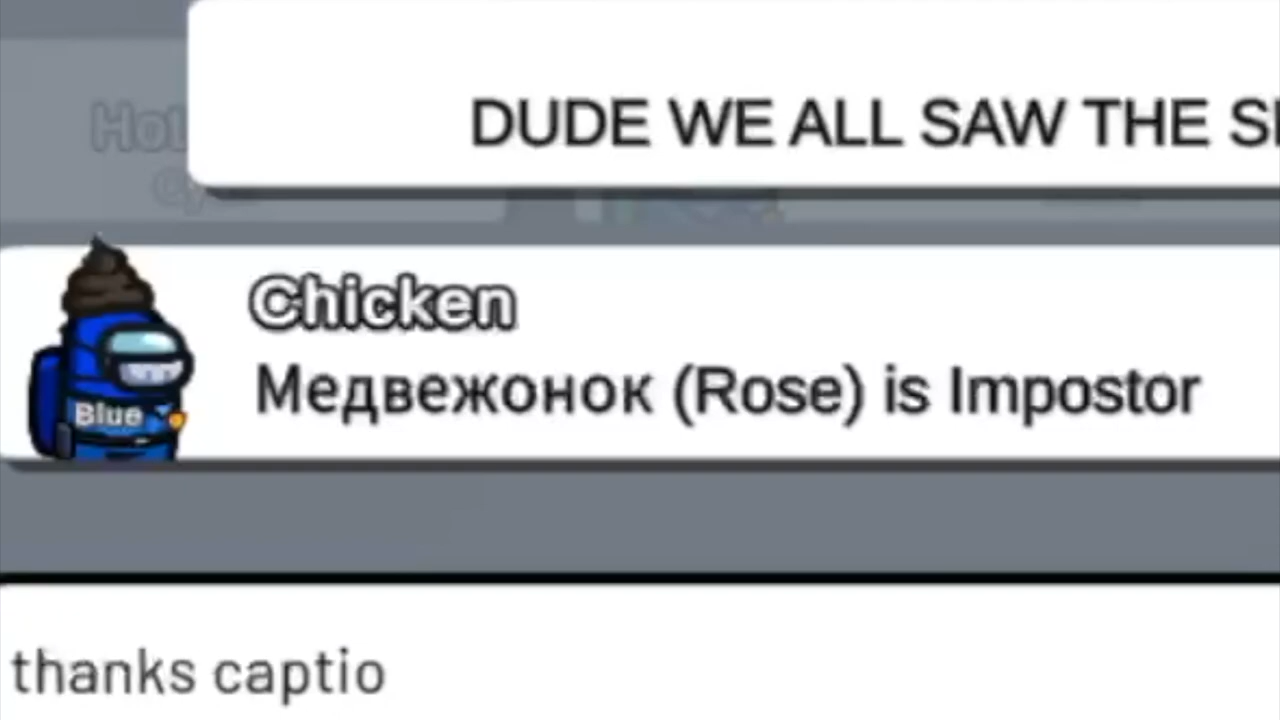 DUDE WE ALL SAW THE
Chicken
Медвежонок (Rose) is Impostor
Blue
thanks captio